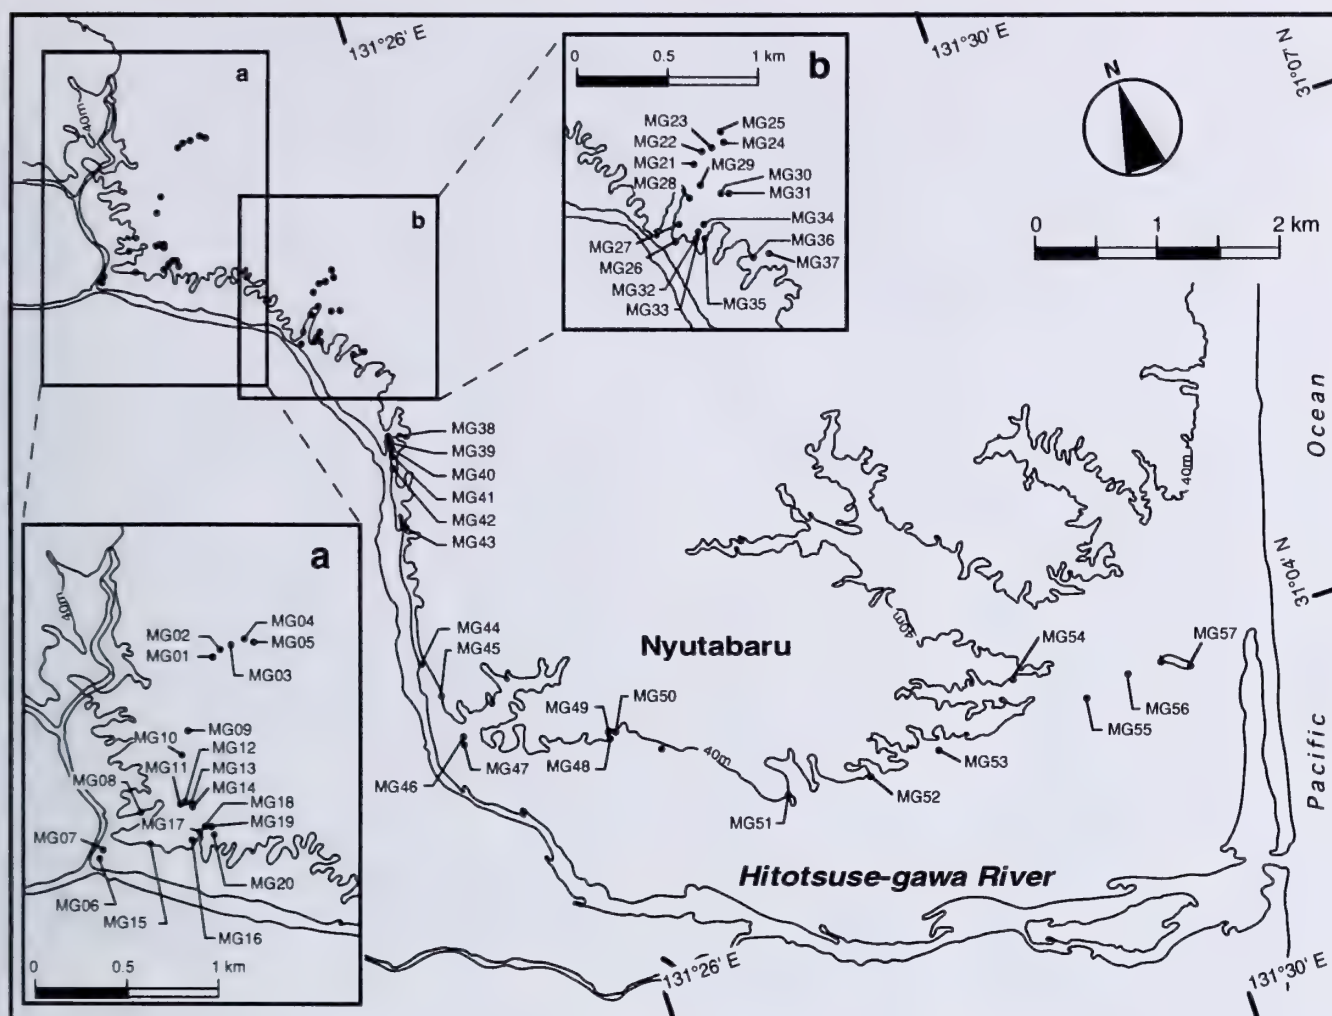 131°26' E
131°30' E
31°07' N
a
40m
b
0 0.5 1 km
b
MG23
MG25
MG22
MG24
MG21
MG29
MG28
MG30
MG31
MG34
MG27
MG36
MG26
MG37
MG32
MG33
MG35
N
0 1 2 km
Ocean
Pacific
40m
31°04' N
MG38
MG39
MG40
MG41
MG42
MG43
MG44
MG45
Nyutabaru
40m
MG54
MG57
MG49
MG50
MG56
MG55
MG48
40m
MG53
MG46
MG47
MG52
MG51
Hitotsuse-gawa River
a
40m
MG04
MG02
MG05
MG01
MG03
MG09
MG10
MG12
MG11
MG13
MG08
MG14
MG18
MG17
MG19
MG07
MG20
MG06
MG15
MG16
0 0.5 1 km
131°26' E
131°30' E